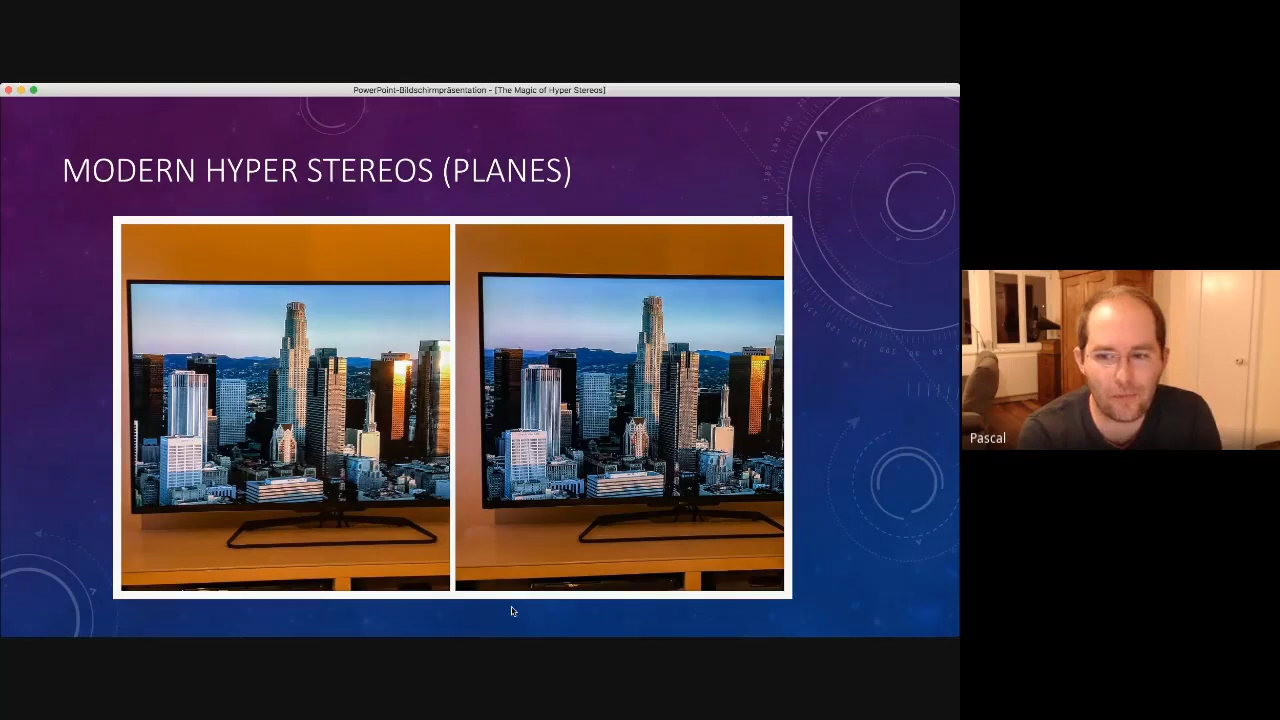 PowerPoint-Bildschirmpräsentation - [The Magic of Hyper Stereos]
MODERN HYPER STEREOS (PLANES)
Pascal